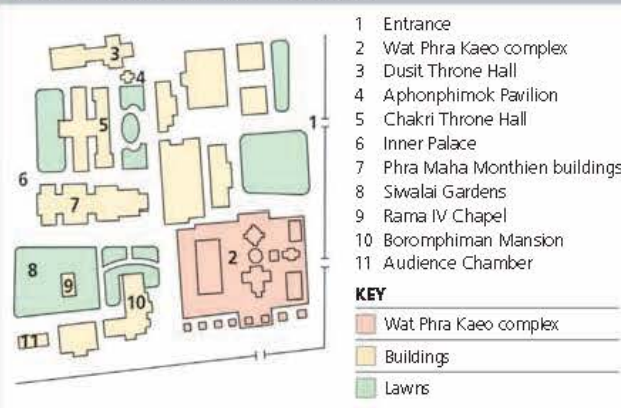 3
4
1
5
6
7
2
8
9
10
11
1 Entrance
2 Wat Phra Kaeo complex
3 Dusit Throne Hall
4 Aphonphimok Pavilion
5 Chakri Throne Hall
6 Inner Palace
7 Phra Maha Monthien buildings
8 Siwalai Gardens
9 Rama IV Chapel
10 Boromphiman Mansion
11 Audience Chamber
KEY
Wat Phra Kaeo complex
Buildings
Lawns